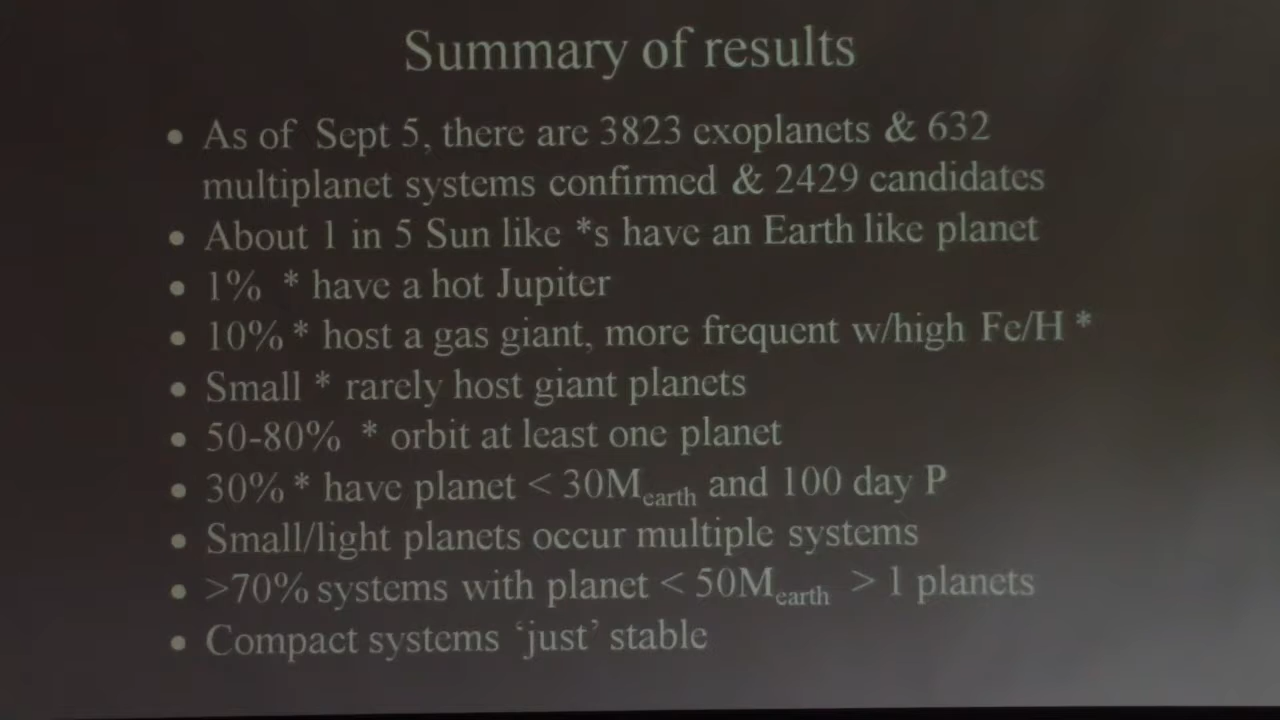 Summary of results
• As of Sept 5, there are 3823 exoplanets & 632
multiplanet systems confirmed & 2429 candidates
• About 1 in 5 Sun like *s have an Earth like planet
• 1% * have a hot Jupiter
• 10% * host a gas giant, more frequent w/high Fe/H *
• Small * rarely host giant planets
• 50-80% * orbit at least one planet
• 30% * have planet < 30Mearth and 100 day P
• Small/light planets occur multiple systems
• >70% systems with planet < 50Mearth > 1 planets
• Compact systems ‘just’ stable